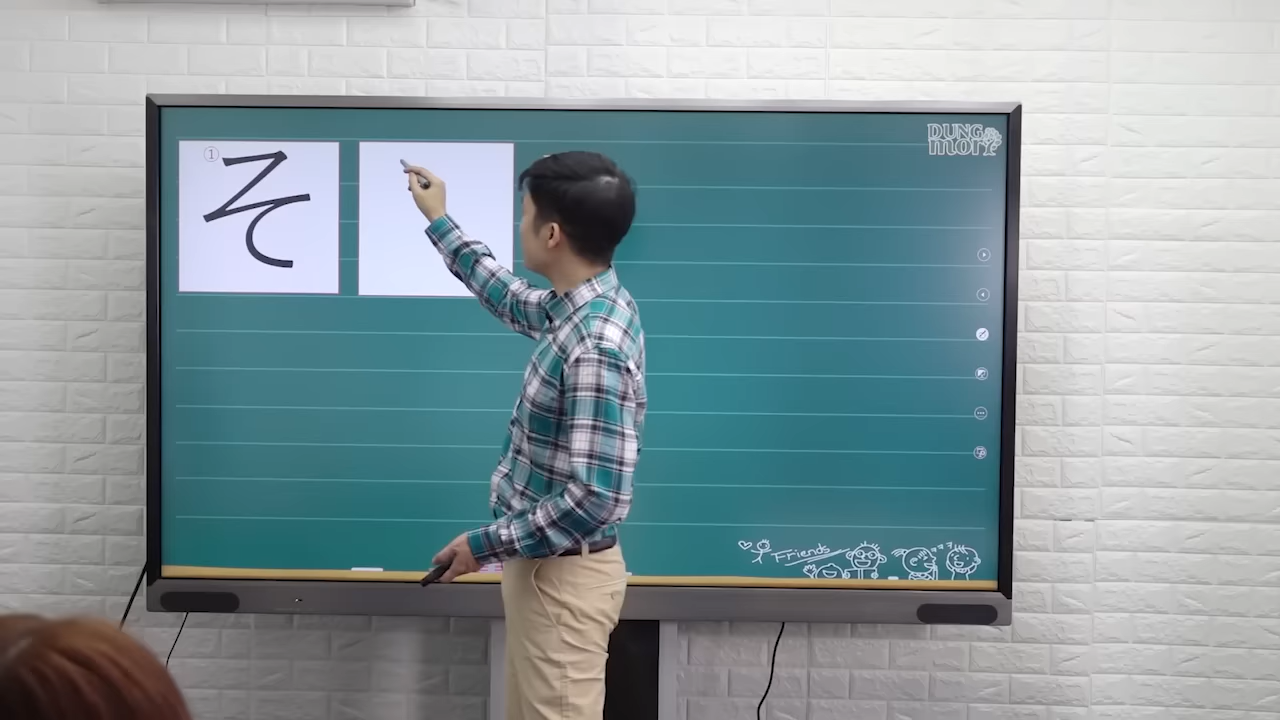 ① そ
DUNG
mori
Friends